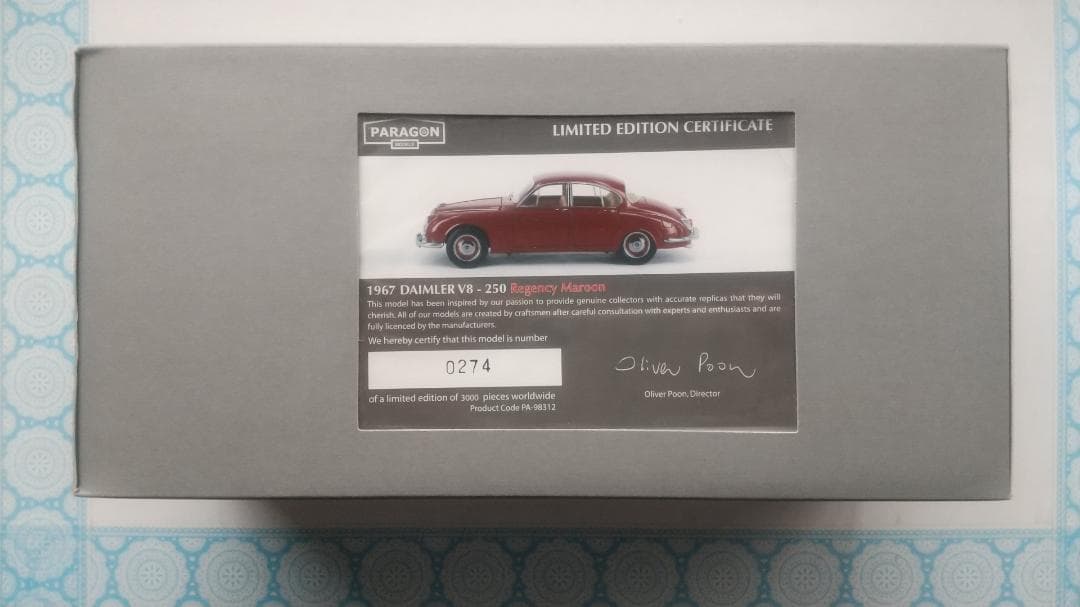 PARAGON
MODELS
LIMITED EDITION CERTIFICATE
1967 DAIMLER V8 - 250 Regency Maroon
This model has been inspired by our passion to provide genuine collectors with accurate replicas that they will
cherish. All of our models are created by craftsmen after careful consultation with experts and enthusiasts and are
fully licenced by the manufacturers.
We hereby certify that this model is number
0274
of a limited edition of 3000 pieces worldwide
Product Code PA-98312
Oliver Poon
Oliver Poon, Director